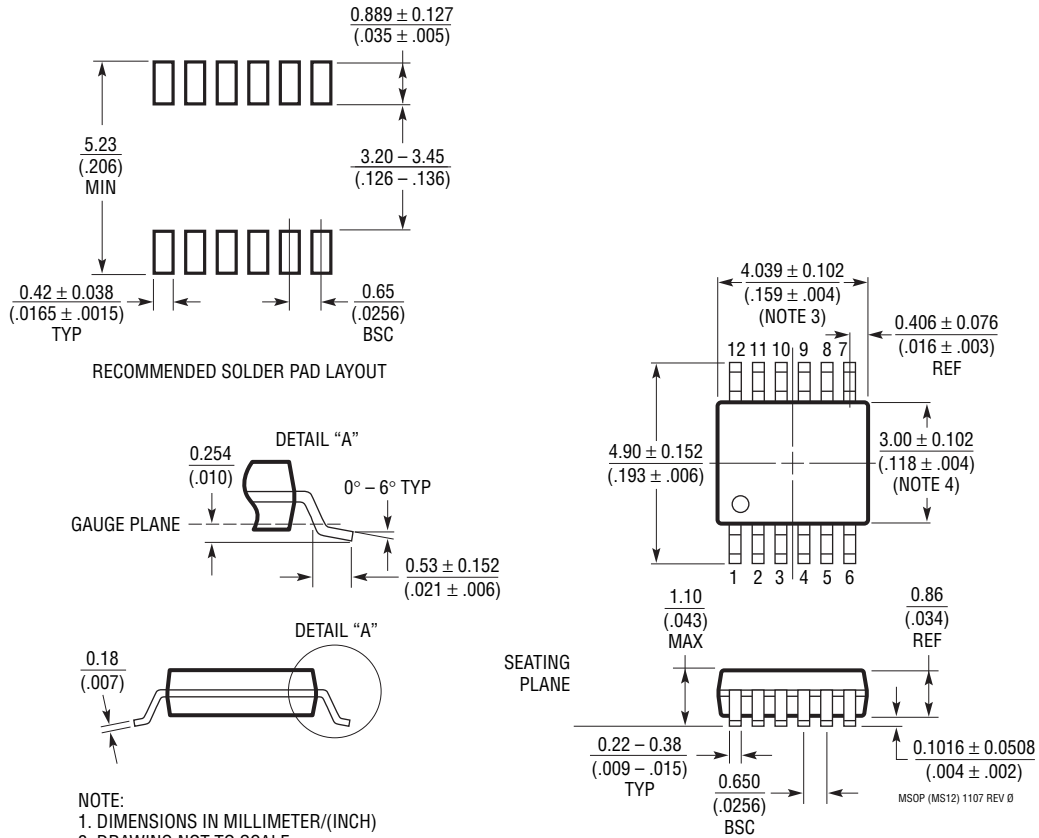 0.889 ± 0.127
(.035 ± .005)
5.23
(.206)
MIN
3.20 – 3.45
(.126 – .136)
0.42 ± 0.038
(.0165 ± .0015)
TYP
0.65
(.0256)
BSC
RECOMMENDED SOLDER PAD LAYOUT
4.039 ± 0.102
(.159 ± .004)
(NOTE 3)
0.406 ± 0.076
(.016 ± .003)
REF
12 11 10 9 8 7
4.90 ± 0.152
(.193 ± .006)
3.00 ± 0.102
(.118 ± .004)
(NOTE 4)
1 2 3 4 5 6
DETAIL “A”
0.254
(.010)
0° – 6° TYP
GAUGE PLANE
0.53 ± 0.152
(.021 ± .006)
DETAIL “A”
0.18
(.007)
SEATING
PLANE
1.10
(.043)
MAX
0.86
(.034)
REF
0.22 – 0.38
(.009 – .015)
TYP
0.650
(.0256)
BSC
0.1016 ± 0.0508
(.004 ± .002)
MSOP (MS12) 1107 REV Ø
NOTE:
1. DIMENSIONS IN MILLIMETER/(INCH)